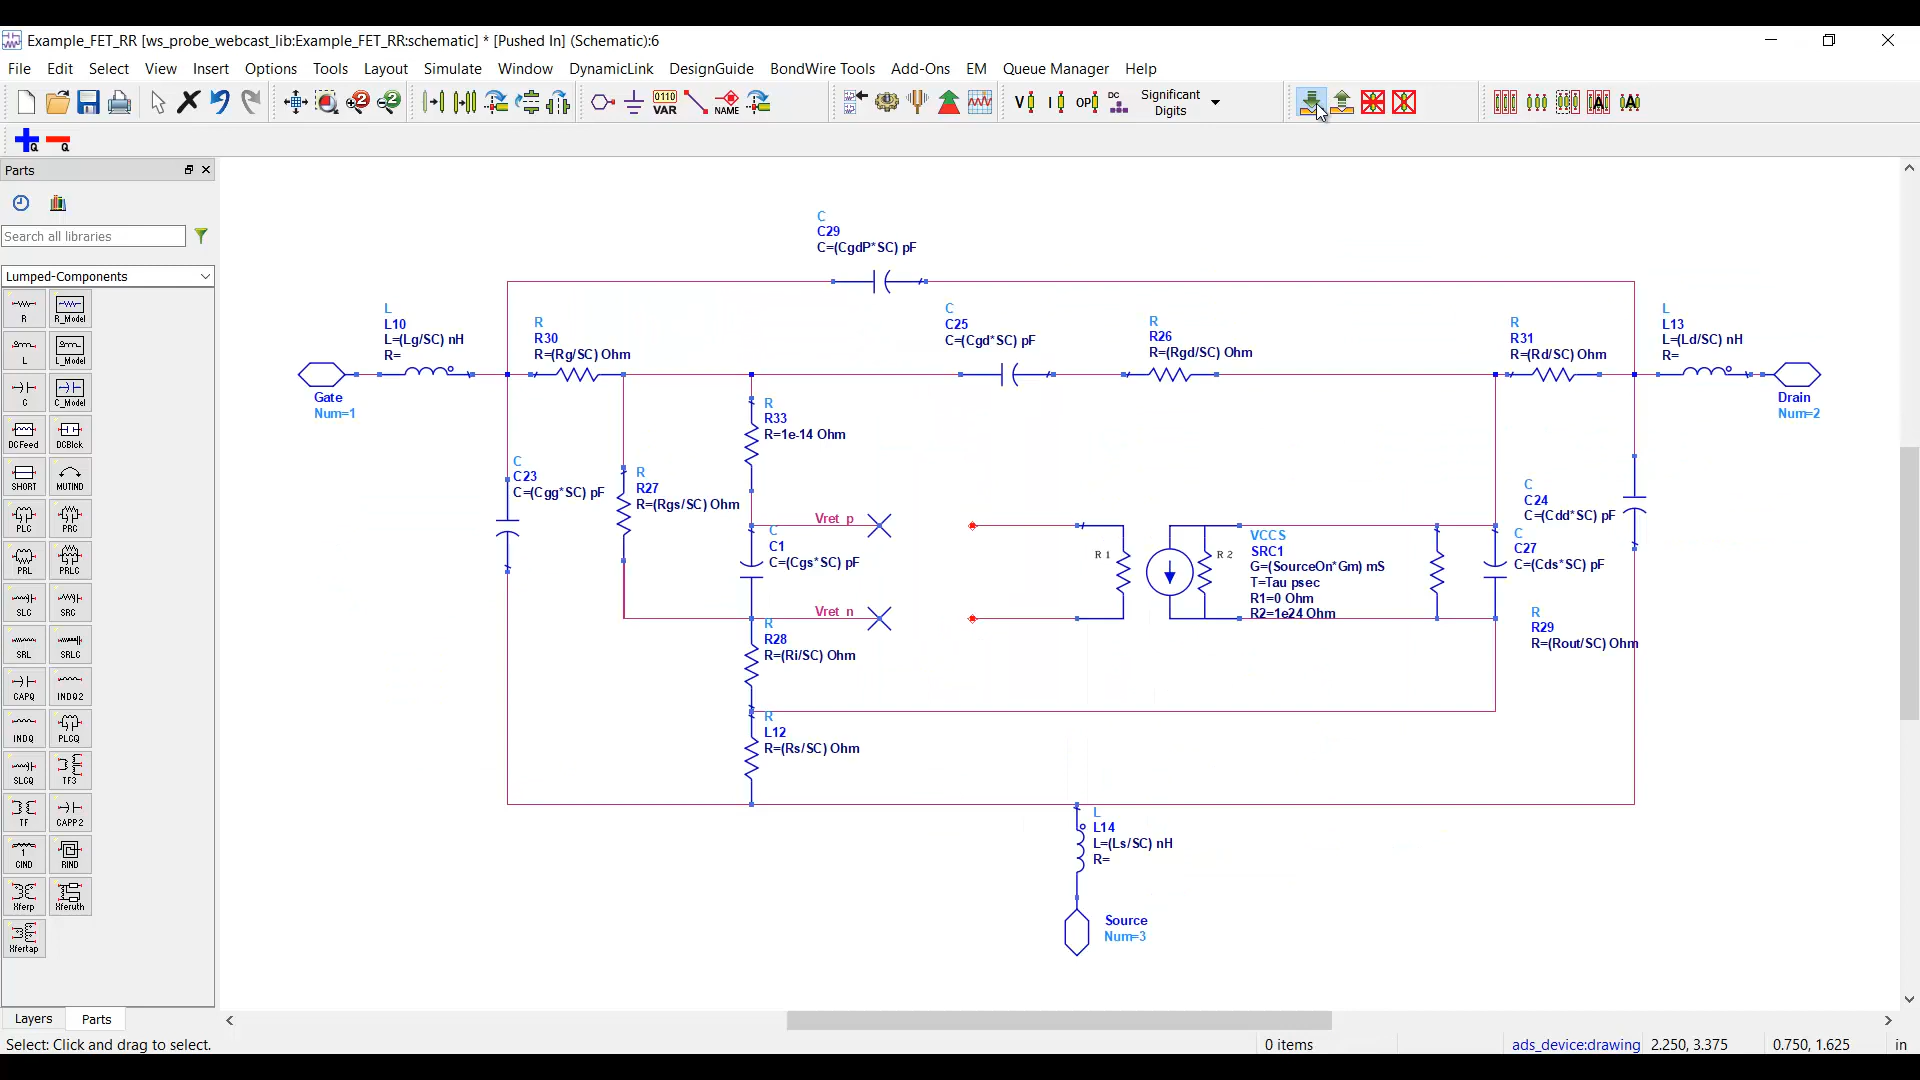 Example_FET_RR [ws_probe_webcast_lib:Example_FET_RR:schematic] * [Pushed In] (Schematic):6
File Edit Select View Insert Options Tools Layout Simulate Window DynamicLink DesignGuide BondWire Tools Add-Ons EM Queue Manager Help
0110
VAR
NAME
V
I
OP
DC
Significant
Digits
A
A
Q
Q
2
2
Parts
Search all libraries
Lumped-Components
R R_Model
L L_Model
C C_Model
DCFeed DCBlck
SHORT MUTIND
PLC PRC
PRL PRLC
SLC SRC
SRL SRLC
CAPQ INDQ2
INDQ PLCQ
SLCQ TF3
TF CAPP2
CIND RIND
Xferp Xferuth
Xfertap
Layers Parts
C
C29
C=(CgdP*SC) pF
L
L10
L=(Lg/SC) nH
R=
R
R30
R=(Rg/SC) Ohm
C
C25
C=(Cgd*SC) pF
R
R26
R=(Rgd/SC) Ohm
R
R31
R=(Rd/SC) Ohm
L
L13
L=(Ld/SC) nH
R=
Gate
Num=1
Drain
Num=2
R
R33
R=1e-14 Ohm
C
C23
C=(Cgg*SC) pF
R
R27
R=(Rgs/SC) Ohm
Vret_p
C
C1
C=(Cgs*SC) pF
Vret_n
R1
R2
VCCS
SRC1
G=(SourceOn*Gm) mS
T=Tau psec
R1=0 Ohm
R2=1e24 Ohm
C
C24
C=(Cdd*SC) pF
C
C27
C=(Cds*SC) pF
R
R29
R=(Rout/SC) Ohm
R
R28
R=(Ri/SC) Ohm
R
L12
R=(Rs/SC) Ohm
L
L14
L=(Ls/SC) nH
R=
Source
Num=3
Select: Click and drag to select.
0 items
ads_device:drawing 2.250, 3.375 0.750, 1.625 in